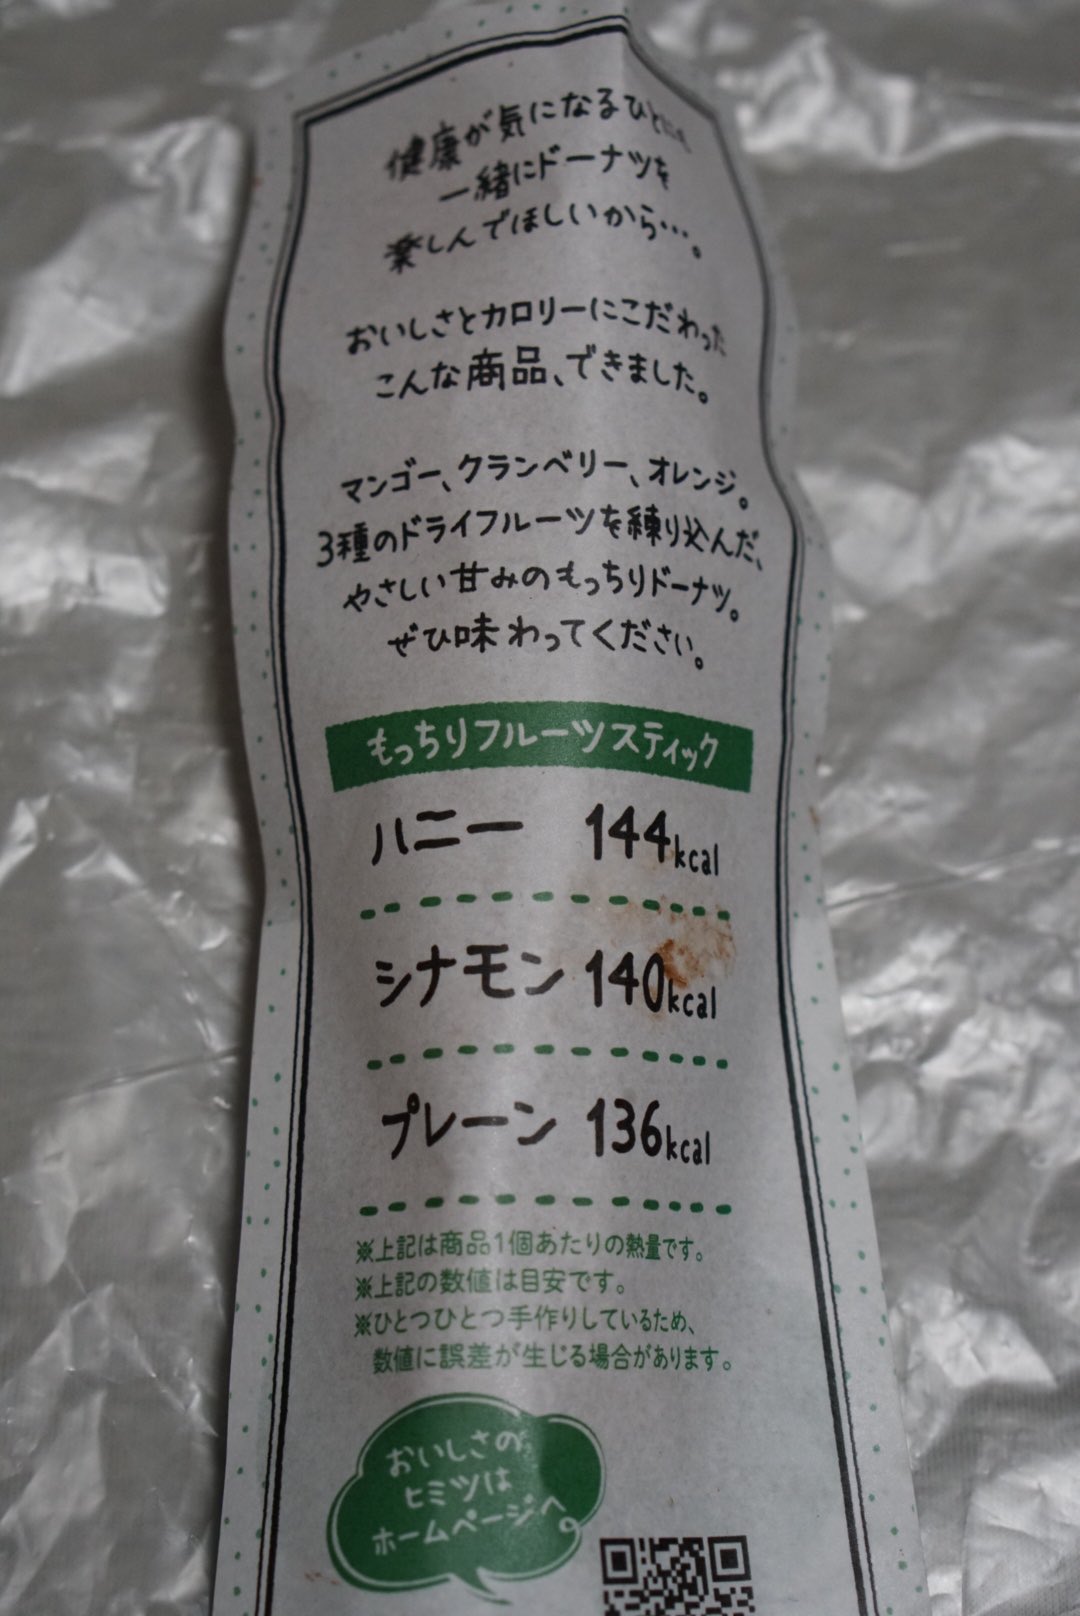 健康が気になるひとにも
一緒にドーナツを
楽しんでほしいから…。
おいしさとカロリーにこだわった
こんな商品、できました。
マンゴー、クランベリー、オレンジ。
3種のドライフルーツを練り込んだ、
やさしい甘みのもっちりドーナツ。
ぜひ味わってください。
もっちりフルーツスティック
ハニー 144kcal
シナモン 140kcal
プレーン 136kcal
※上記は商品1個あたりの熱量です。
※上記の数値は目安です。
※ひとつひとつ手作りしているため、
数値に誤差が生じる場合があります。
おいしさの
ヒミツは
ホームページへ。